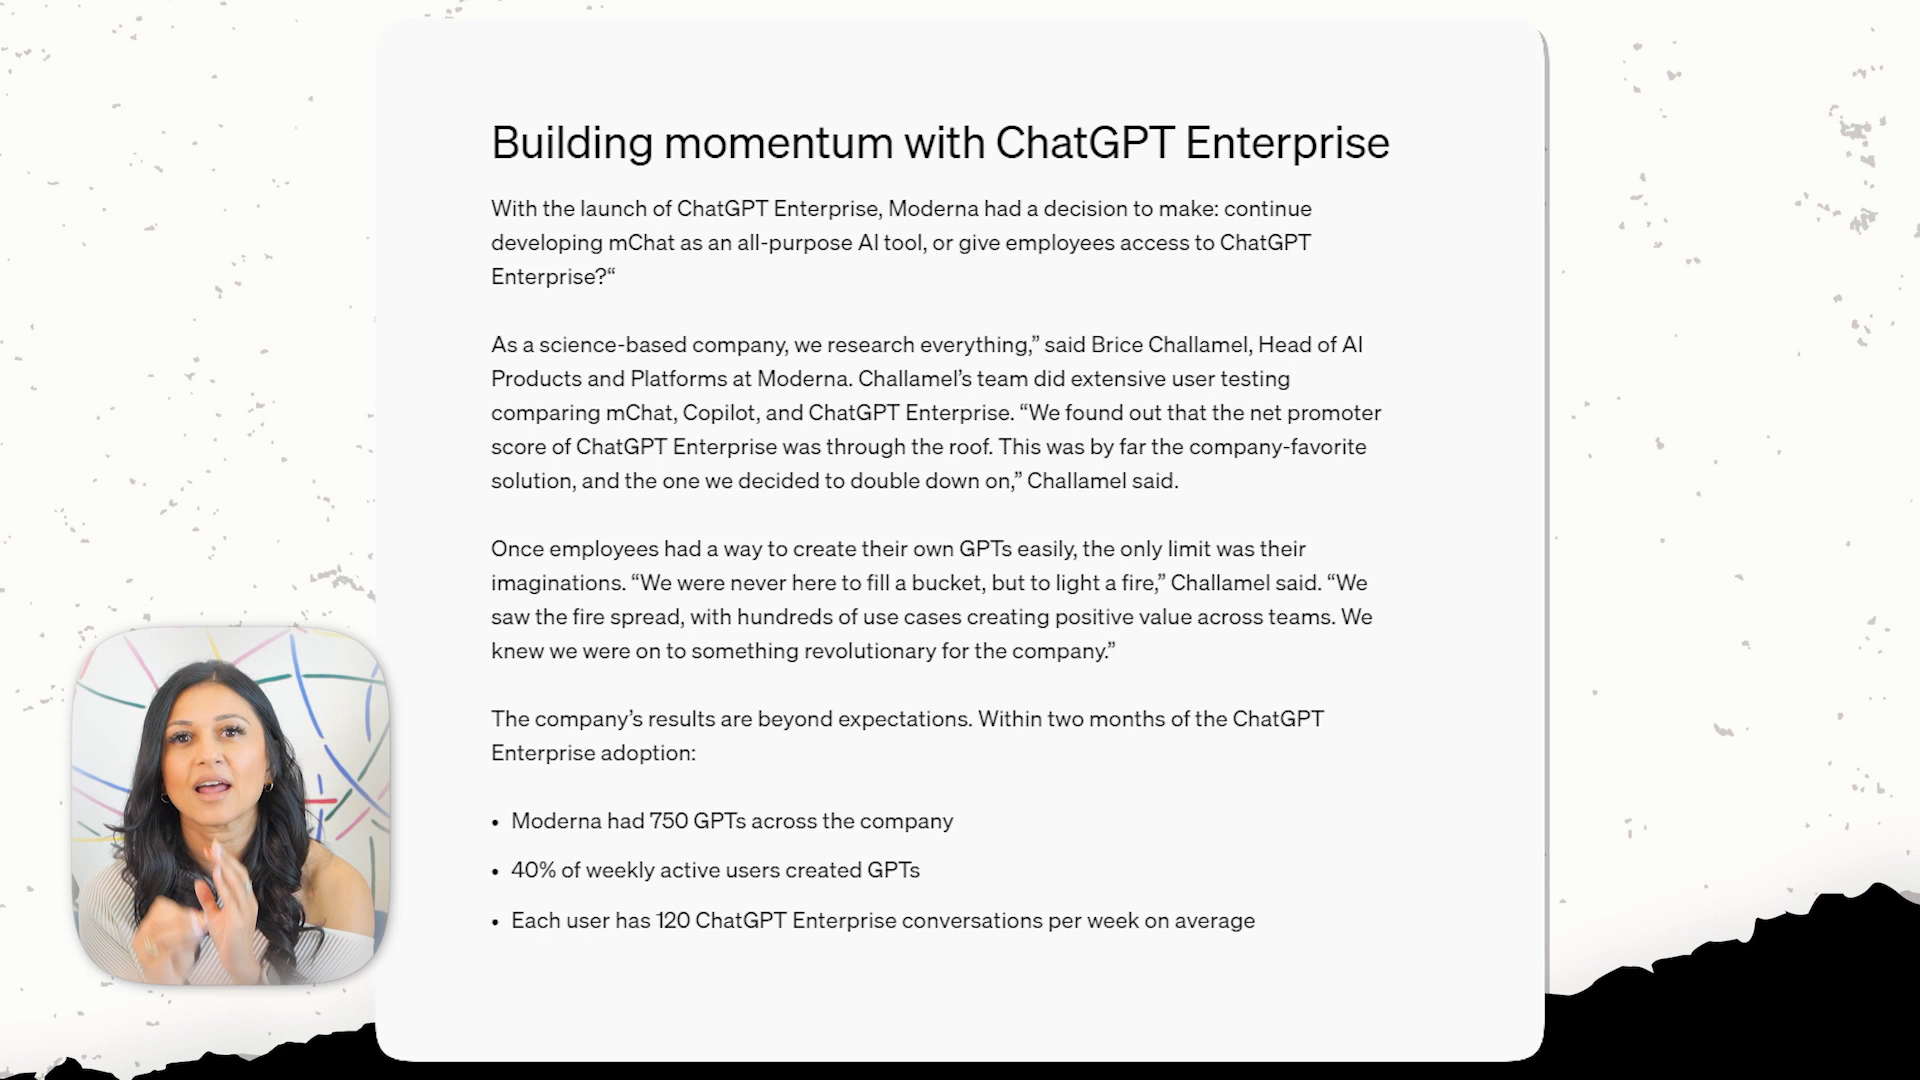 Building momentum with ChatGPT Enterprise
With the launch of ChatGPT Enterprise, Moderna had a decision to make: continue
developing mChat as an all-purpose AI tool, or give employees access to ChatGPT
Enterprise?“
As a science-based company, we research everything,” said Brice Challamel, Head of AI
Products and Platforms at Moderna. Challamel’s team did extensive user testing
comparing mChat, Copilot, and ChatGPT Enterprise. “We found out that the net promoter
score of ChatGPT Enterprise was through the roof. This was by far the company-favorite
solution, and the one we decided to double down on,” Challamel said.
Once employees had a way to create their own GPTs easily, the only limit was their
imaginations. “We were never here to fill a bucket, but to light a fire,” Challamel said. “We
saw the fire spread, with hundreds of use cases creating positive value across teams. We
knew we were on to something revolutionary for the company.”
The company’s results are beyond expectations. Within two months of the ChatGPT
Enterprise adoption:
• Moderna had 750 GPTs across the company
• 40% of weekly active users created GPTs
• Each user has 120 ChatGPT Enterprise conversations per week on average